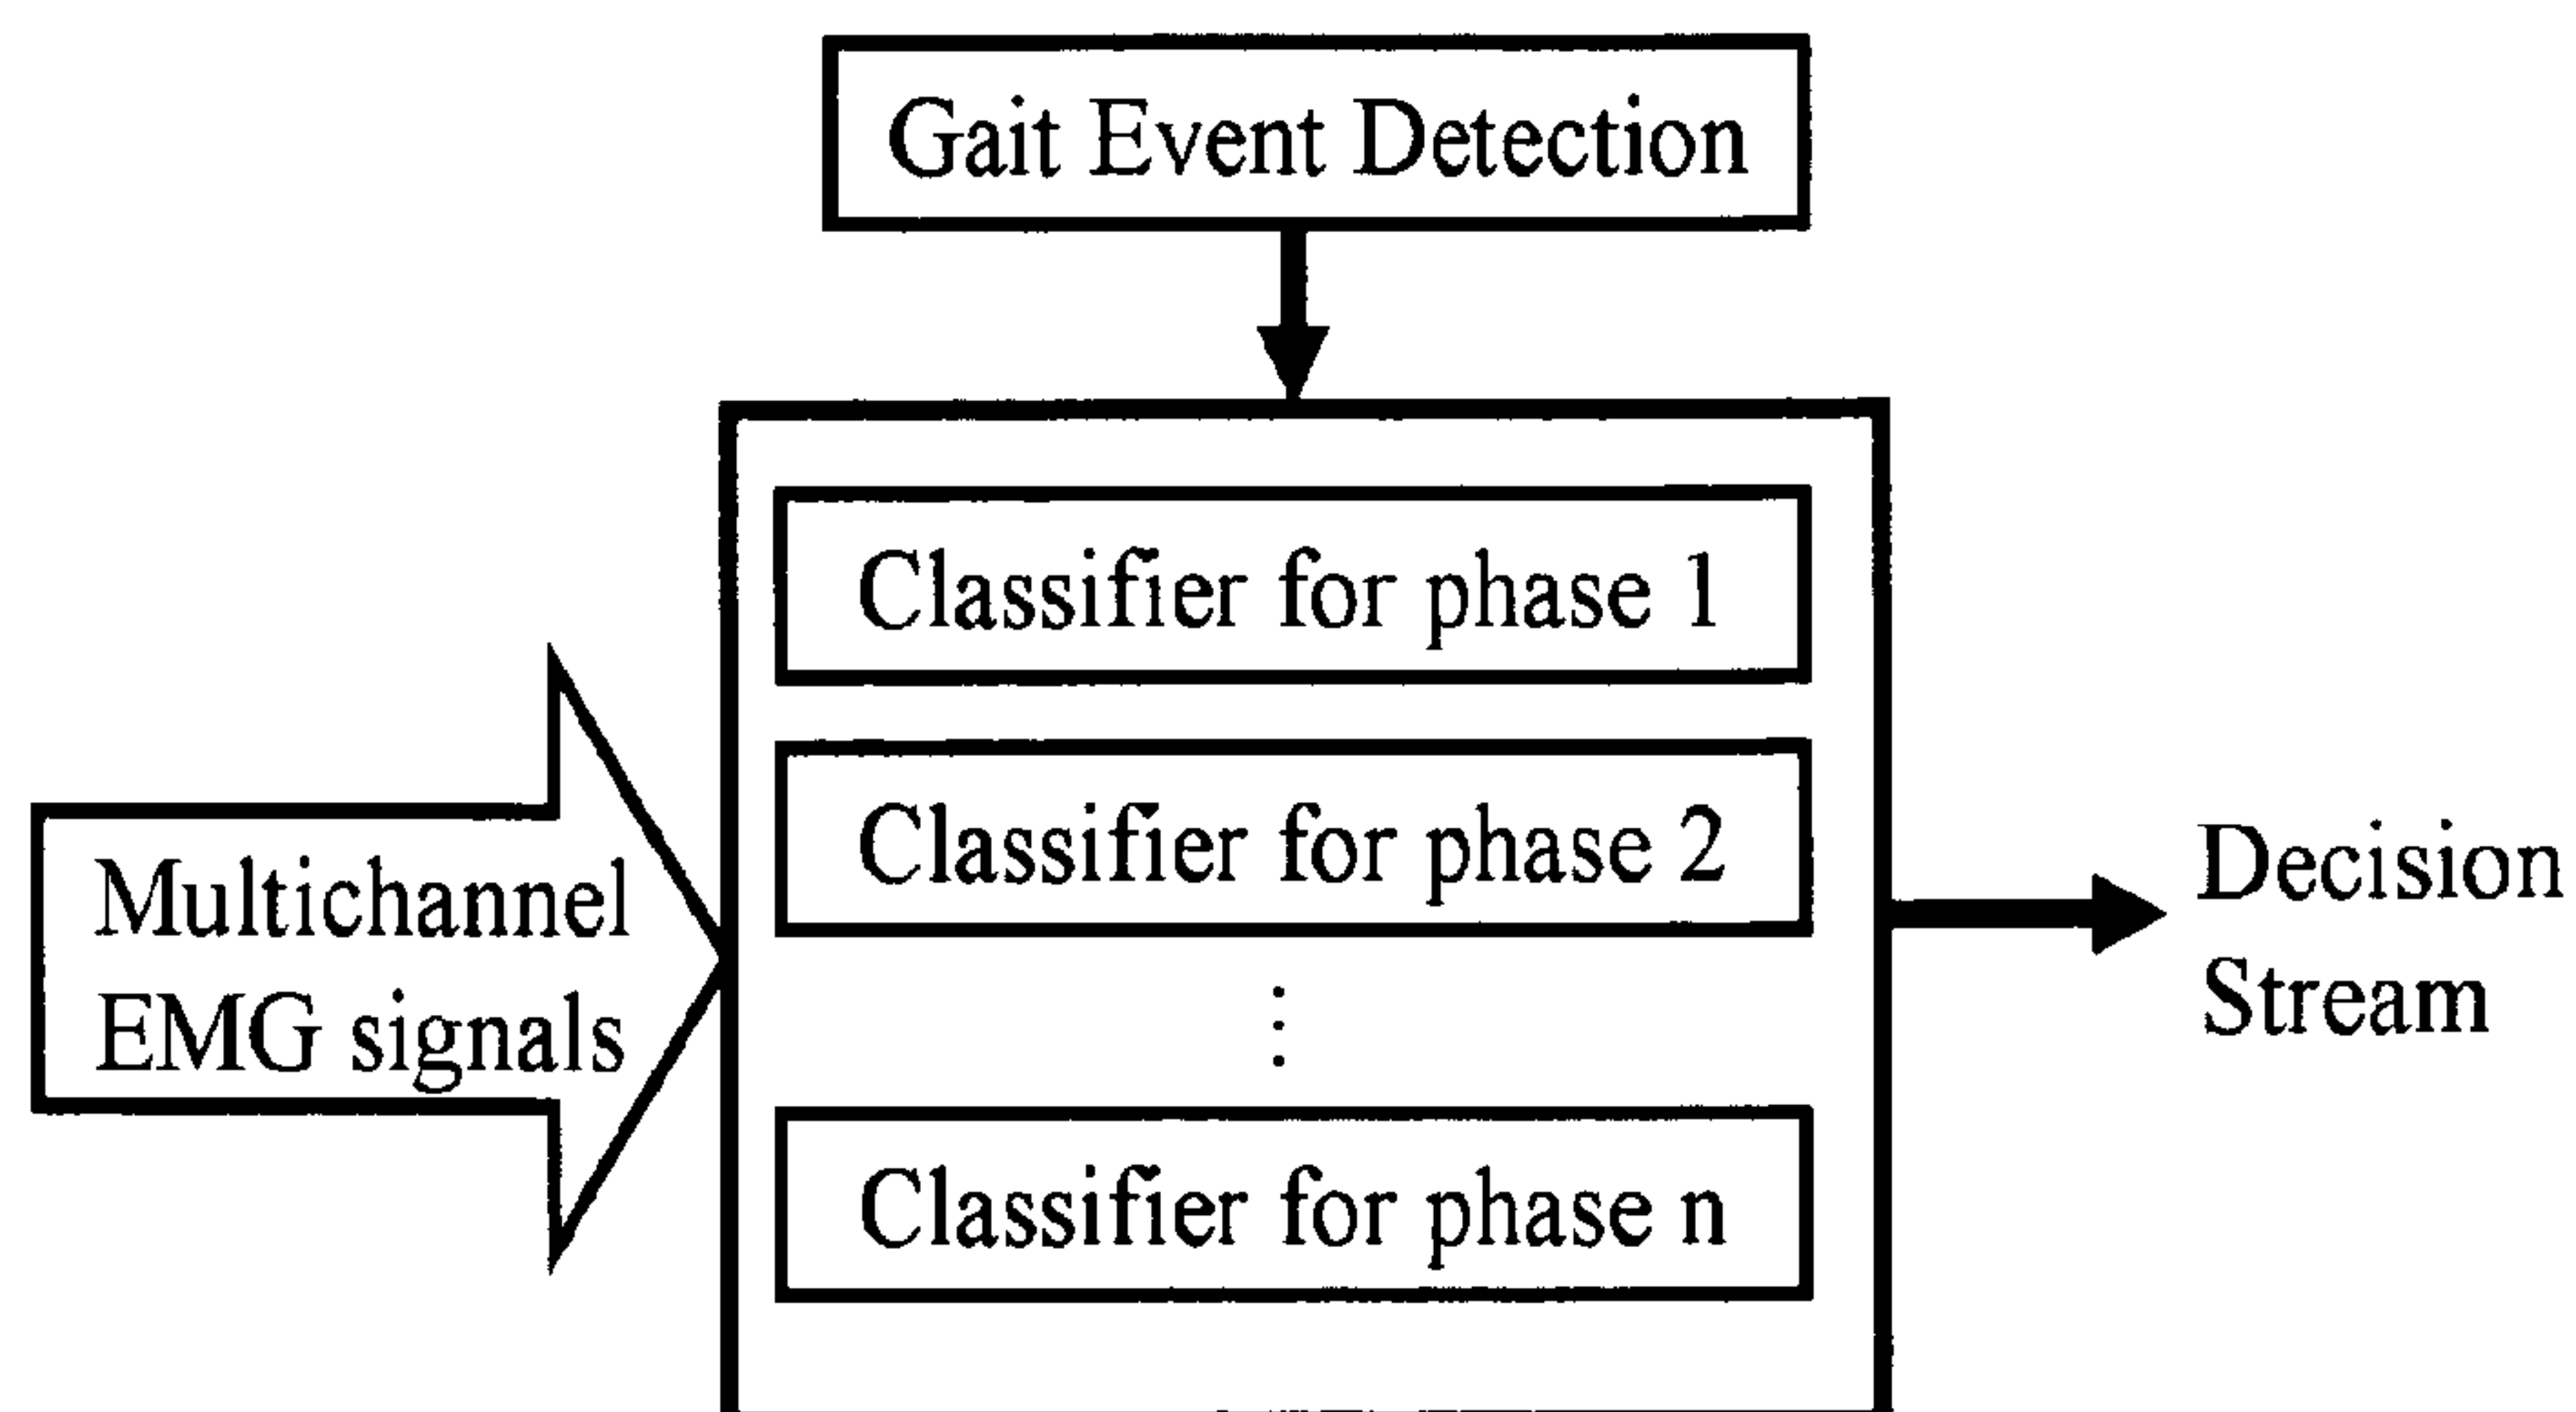 Gait Event Detection
Classifier for phase 1
Classifier for phase 2
⋮
Classifier for phase n
Multichannel
EMG signals
Decision
Stream